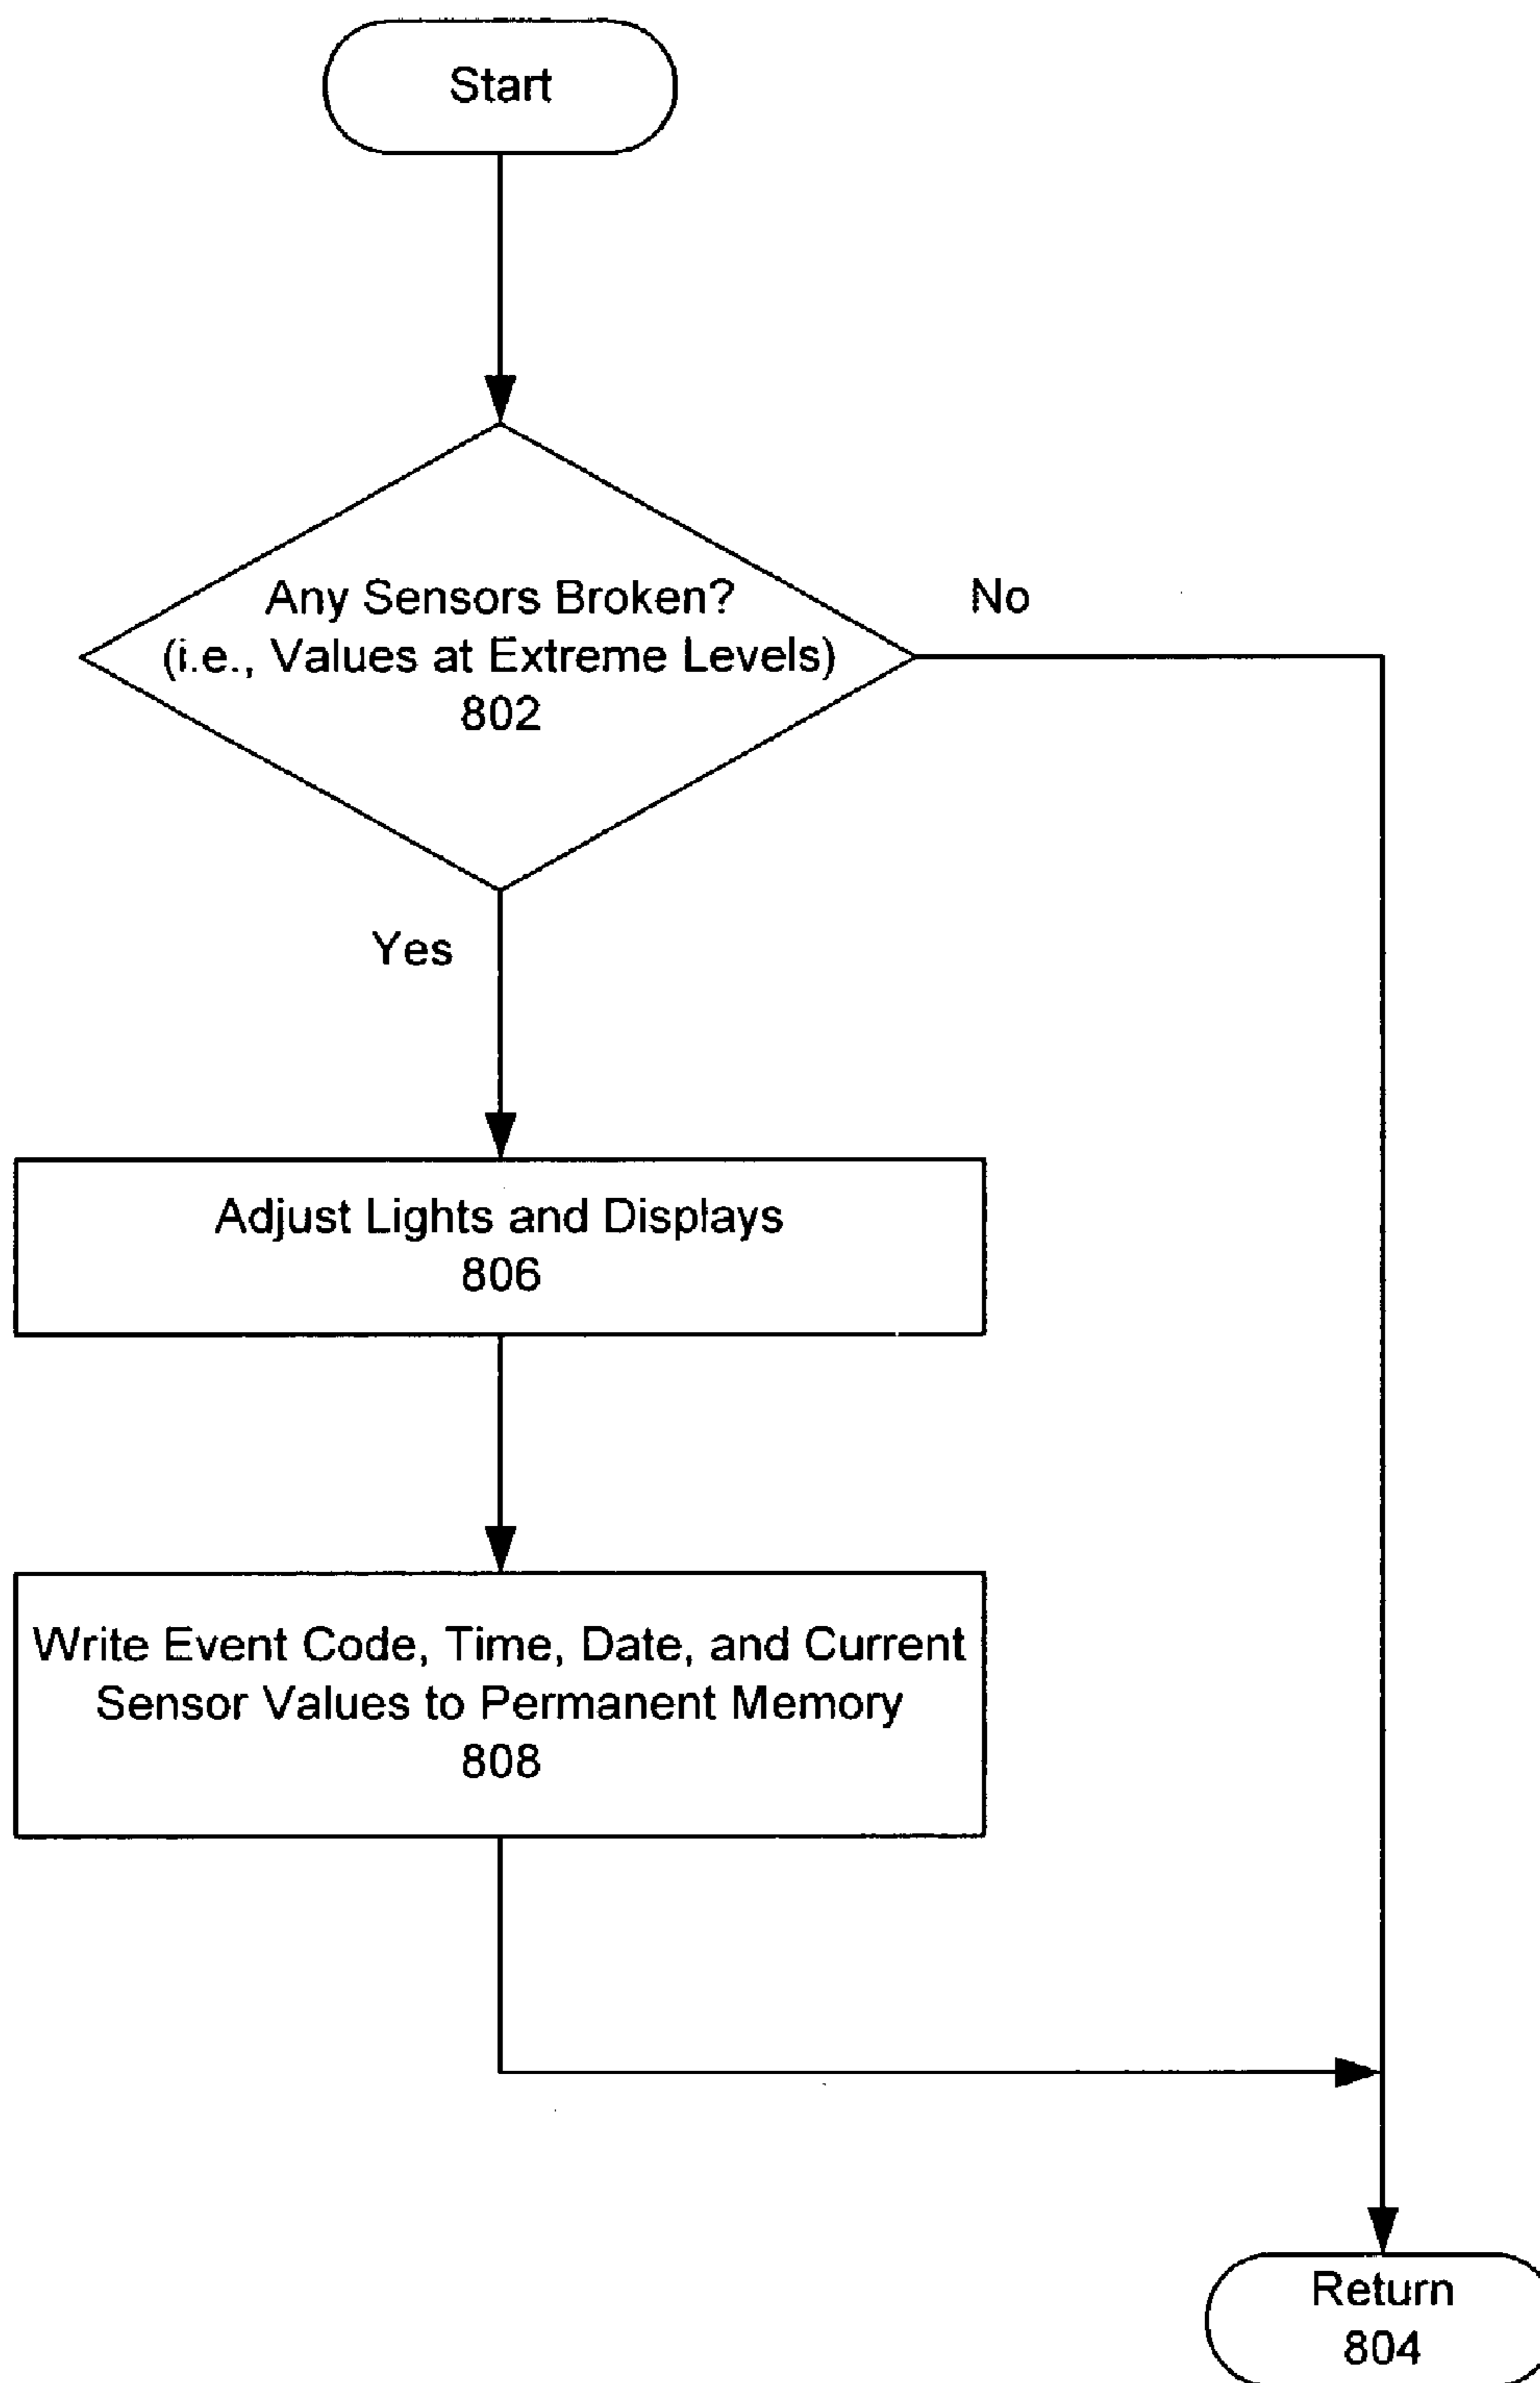 Start
Any Sensors Broken?
(i.e., Values at Extreme Levels)
802
No
Yes
Adjust Lights and Displays
806
Write Event Code, Time, Date, and Current
Sensor Values to Permanent Memory
808
Return
804